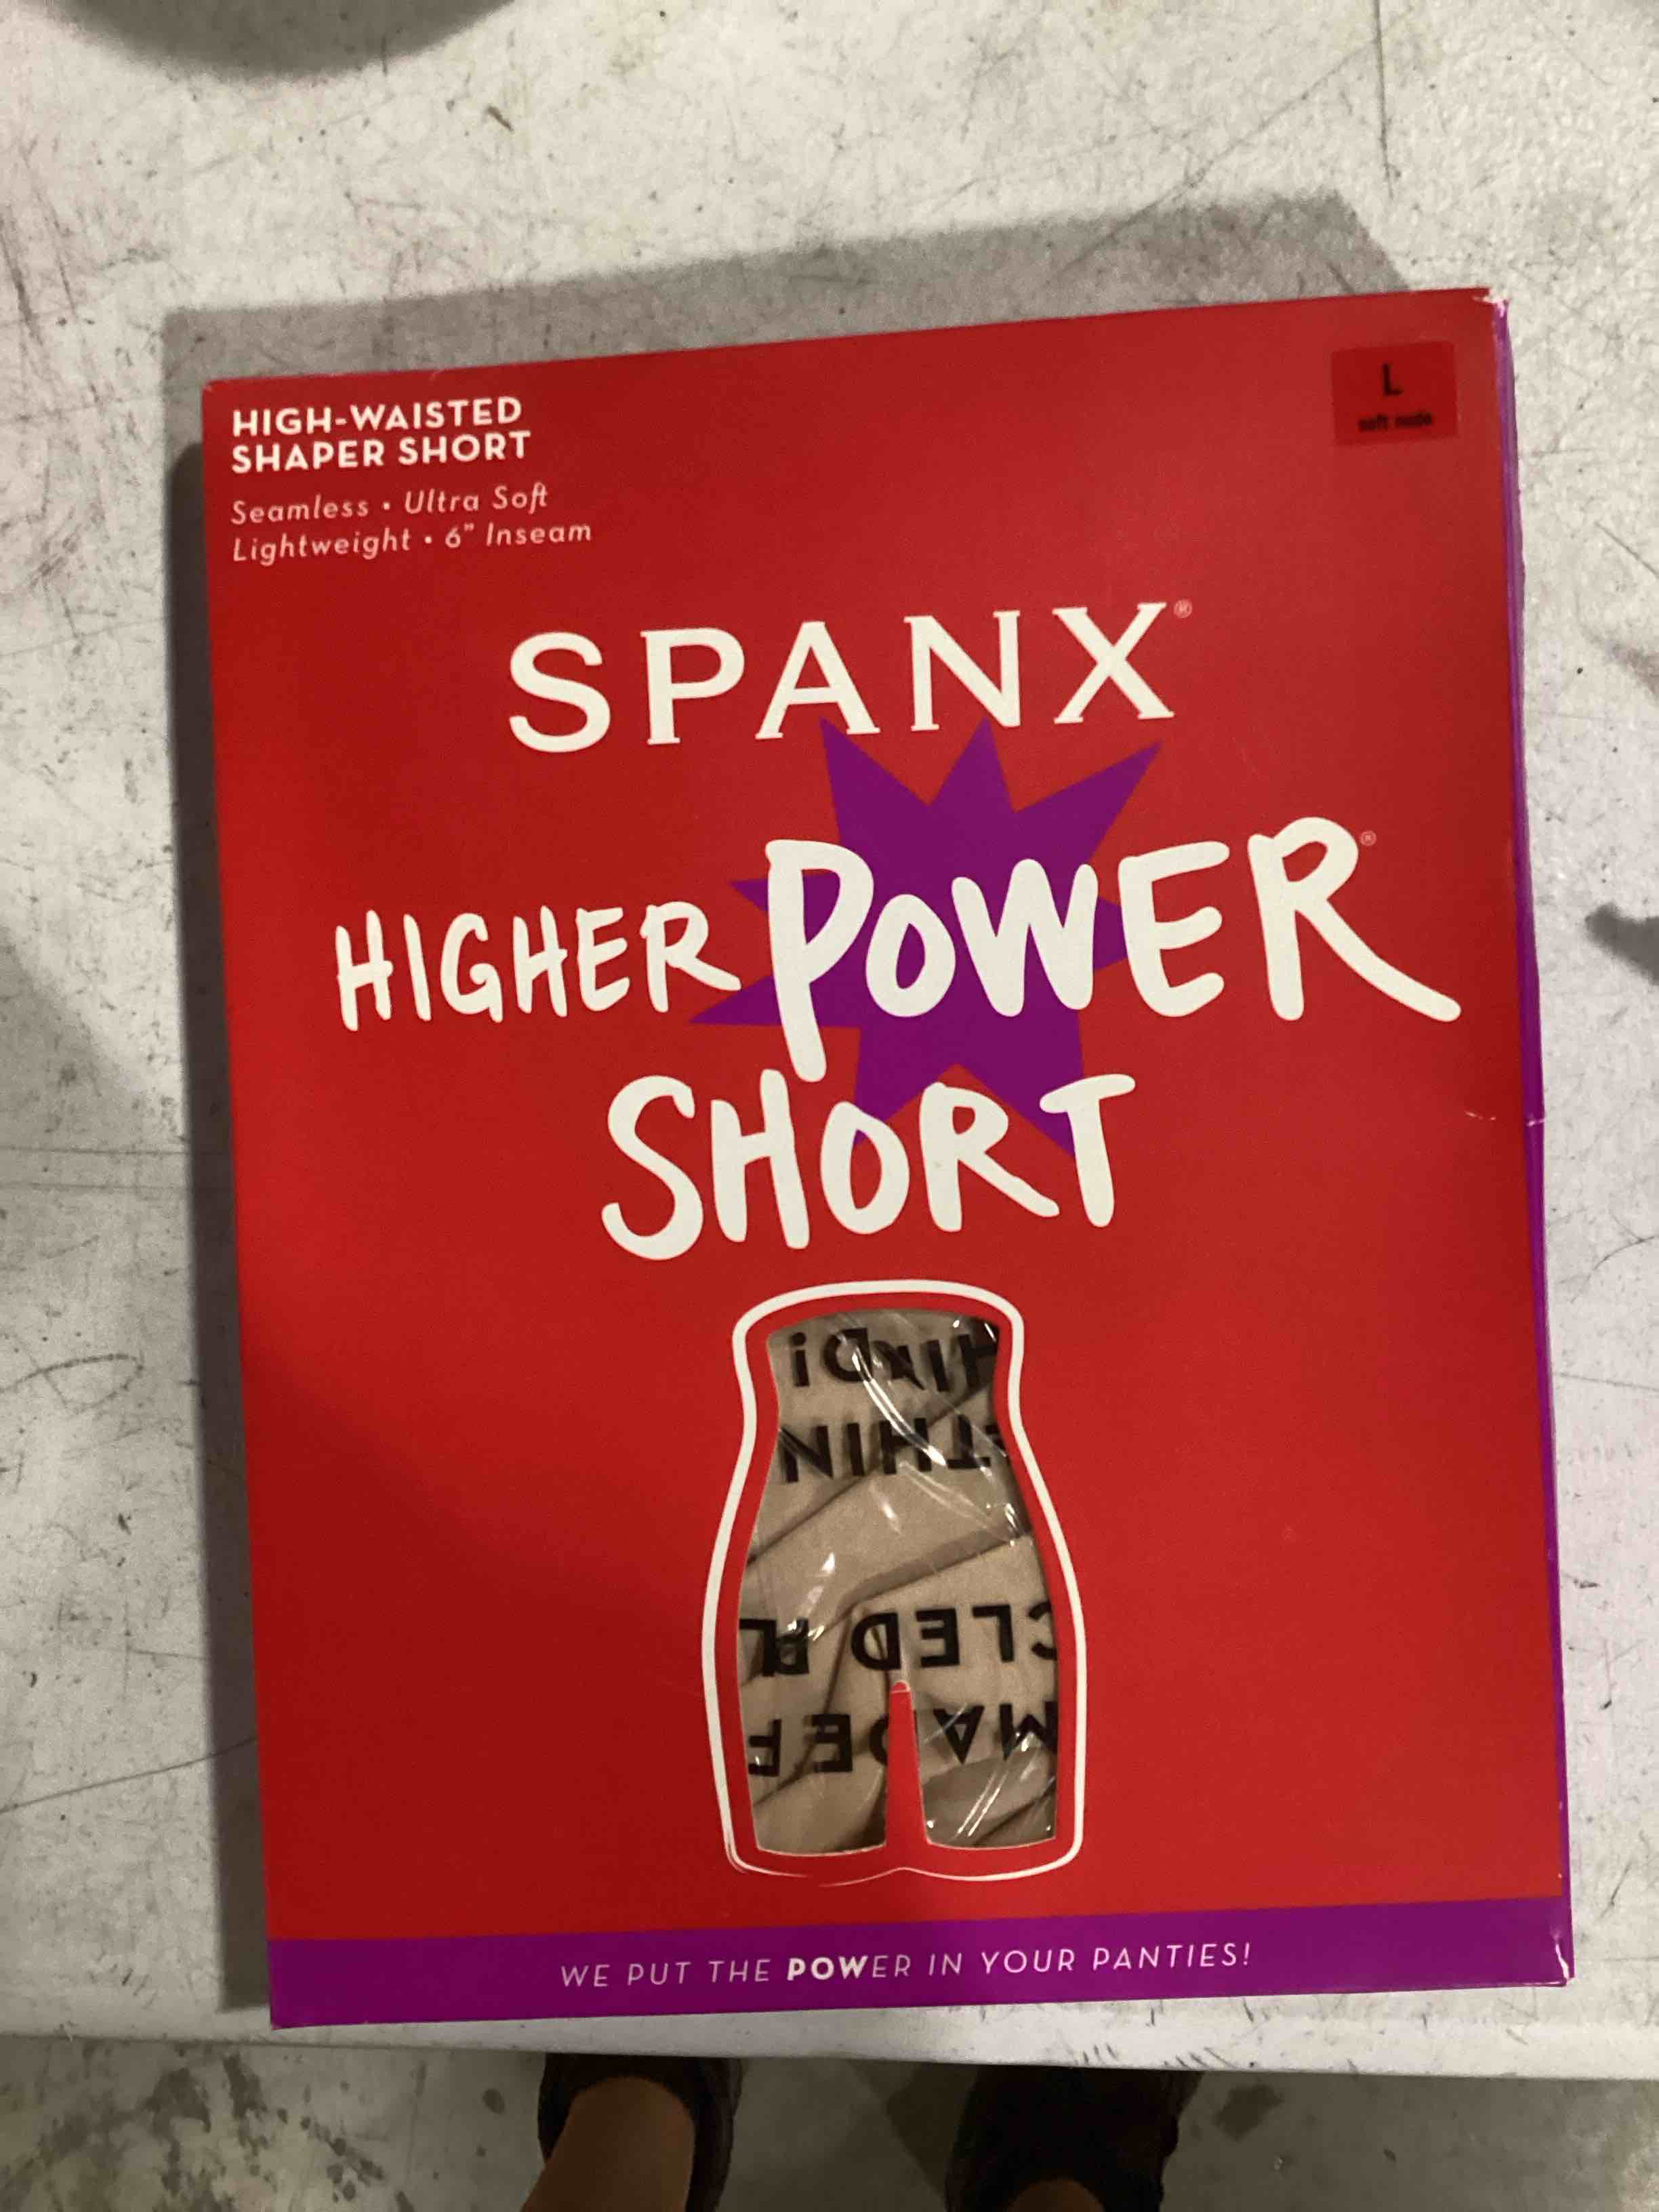 HIGH-WAISTED
SHAPER SHORT
Seamless • Ultra Soft
Lightweight • 6" Inseam
L
soft nude
SPANX®
HIGHER POWER®
SHORT
WE PUT THE POWER IN YOUR PANTIES!